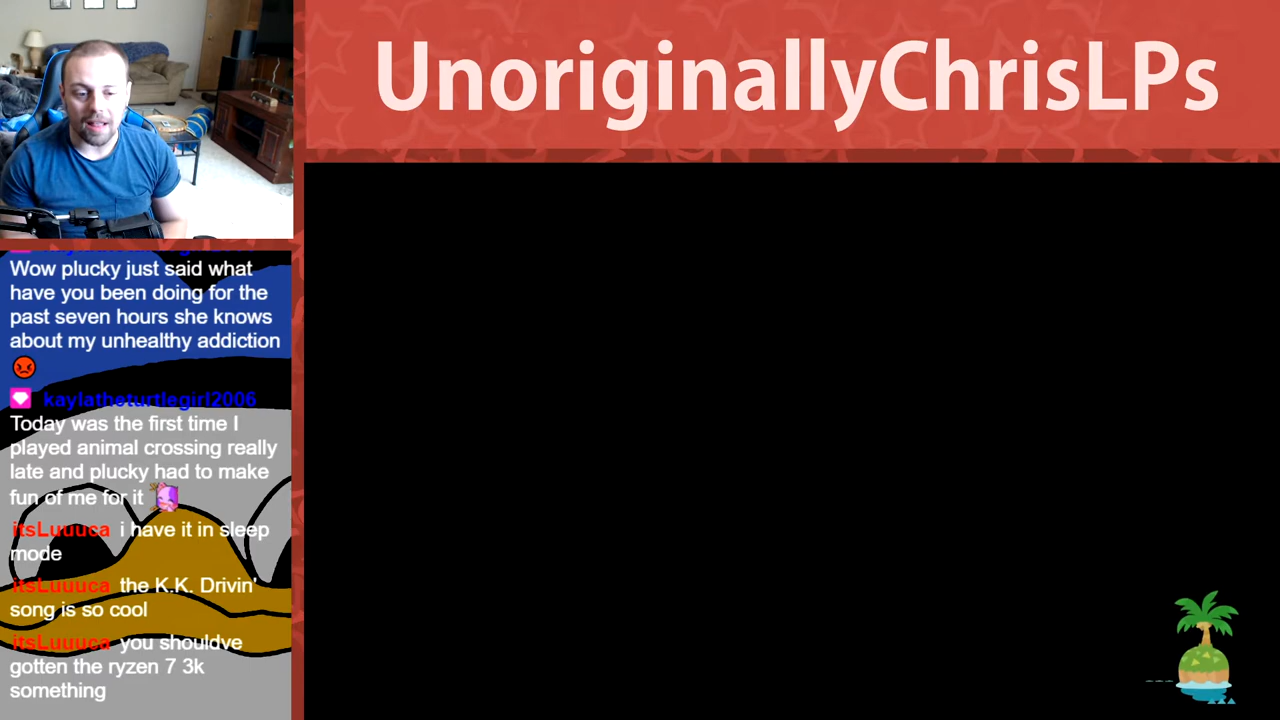 UnoriginallyChrisLPs
Wow plucky just said what
have you been doing for the
past seven hours she knows
about my unhealthy addiction
kaylatheturtlegirl2006
Today was the first time I
played animal crossing really
late and plucky had to make
fun of me for it
itsLuuuca i have it in sleep
mode
itsLuuuca the K.K. Drivin'
song is so cool
itsLuuuca you shouldve
gotten the ryzen 7 3k
something